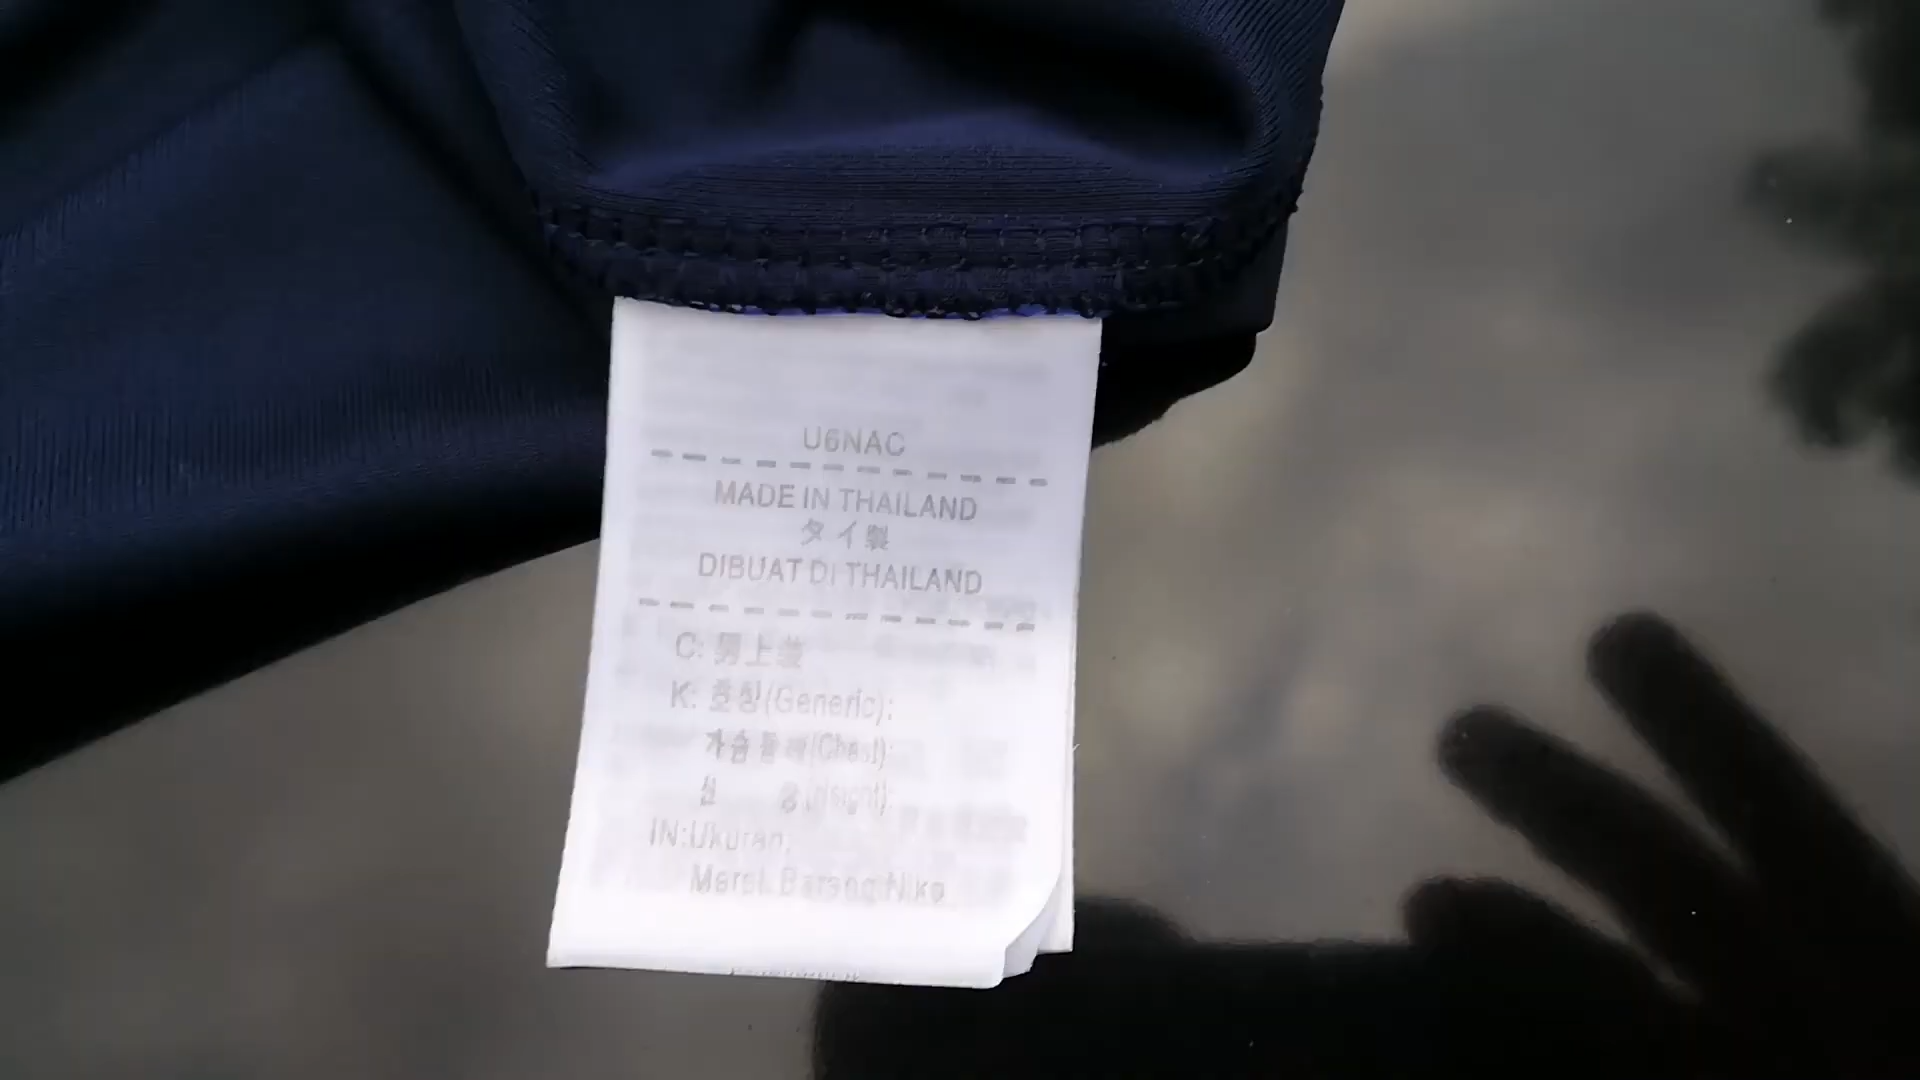 U6NAC
MADE IN THAILAND
タイ製
DIBUAT DI THAILAND
C: 男上装
K: 호칭(Generic):
가슴둘레(Chest):
신 장(Height):
IN:Ukuran:
Merek Barang:Nike